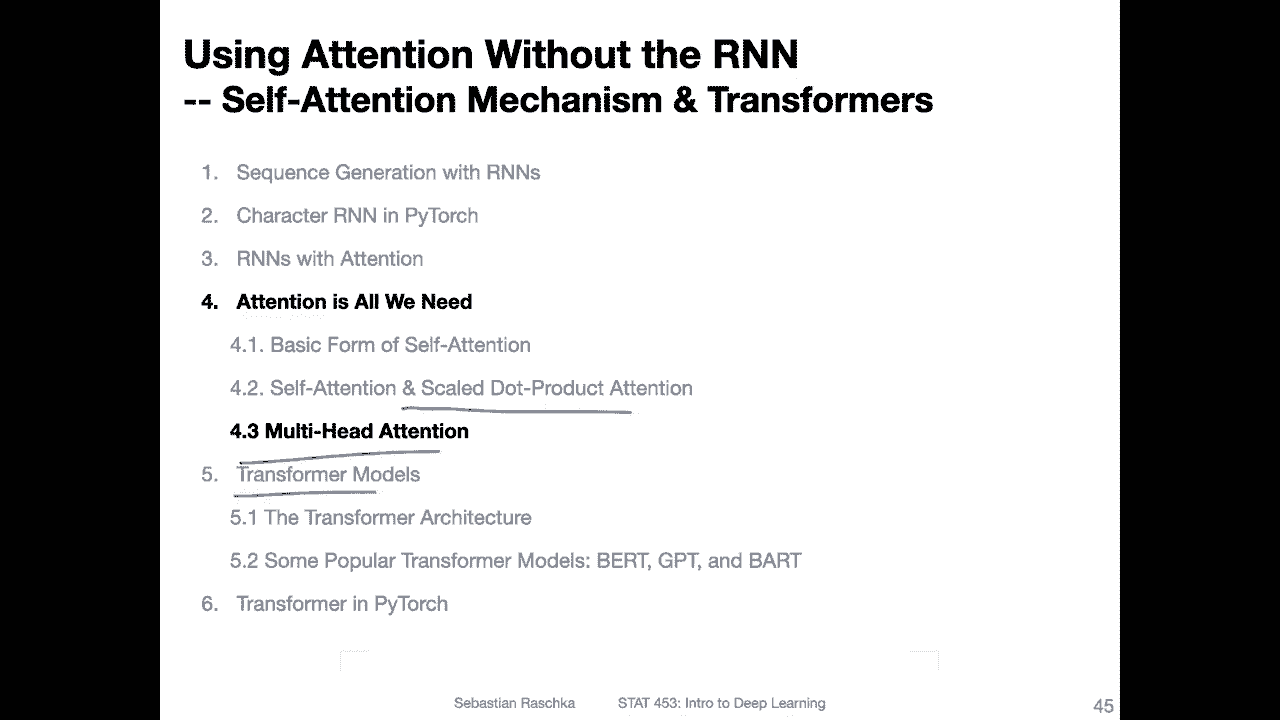 Using Attention Without the RNN
-- Self-Attention Mechanism & Transformers
1. Sequence Generation with RNNs
2. Character RNN in PyTorch
3. RNNs with Attention
4. Attention is All We Need
4.1. Basic Form of Self-Attention
4.2. Self-Attention & Scaled Dot-Product Attention
4.3 Multi-Head Attention
5. Transformer Models
5.1 The Transformer Architecture
5.2 Some Popular Transformer Models: BERT, GPT, and BART
6. Transformer in PyTorch
Sebastian Raschka STAT 453: Intro to Deep Learning 45